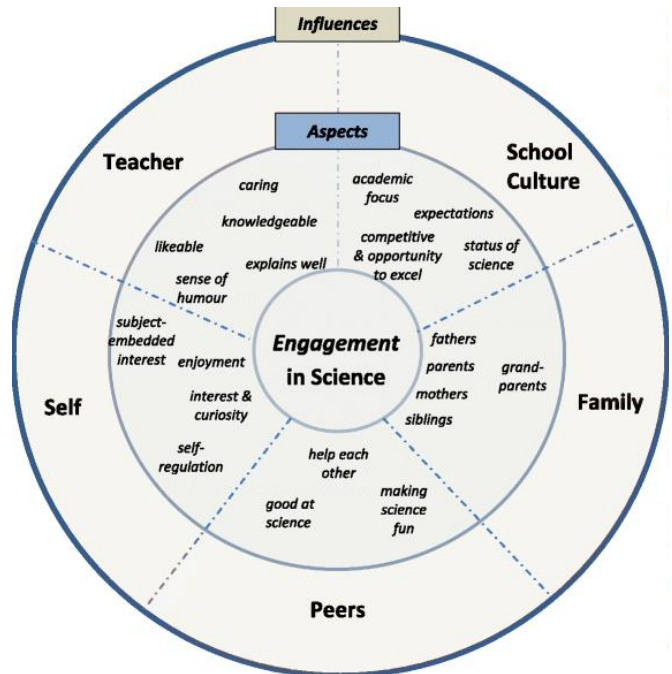 Influences
Aspects
Teacher
caring
knowledgeable
likeable
explains well
sense of
humour
School
Culture
academic
focus
expectations
competitive
& opportunity
to excel
status of
science
Engagement
in Science
Self
subject-
embedded
interest
enjoyment
interest &
curiosity
self-
regulation
Family
fathers
parents
grand-
parents
mothers
siblings
Peers
help each
other
good at
science
making
science
fun